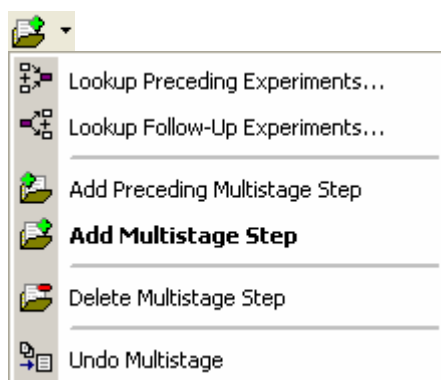 Lookup Preceding Experiments...
Lookup Follow-Up Experiments...
Add Preceding Multistage Step
Add Multistage Step
Delete Multistage Step
Undo Multistage